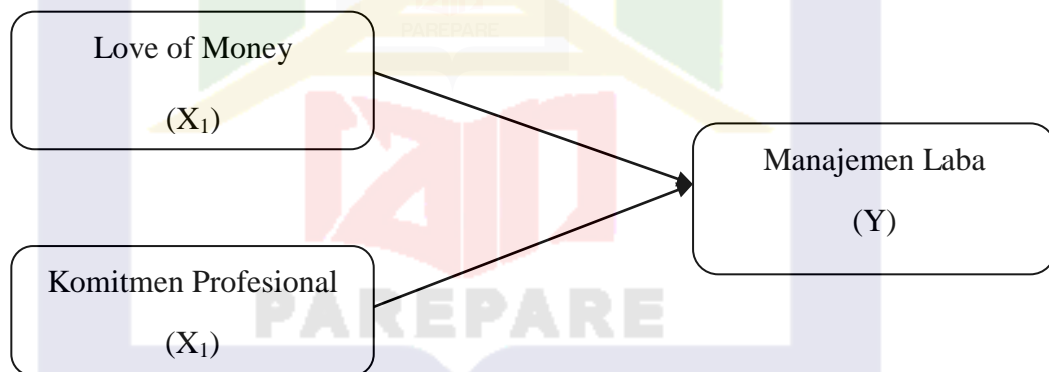 PAREPARE
Love of Money
(X₁)
Manajemen Laba
(Y)
Komitmen Profesional
(X₁)
PAREPARE